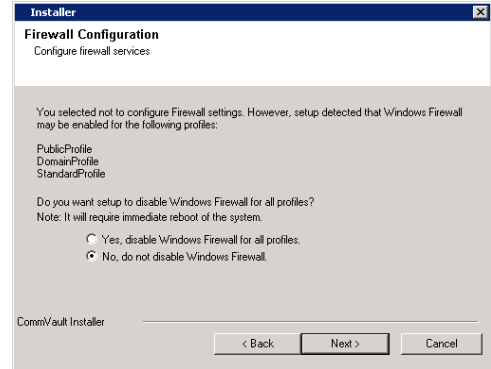 Installer
Firewall Configuration
Configure firewall services
You selected not to configure Firewall settings. However, setup detected that Windows Firewall
may be enabled for the following profiles:
PublicProfile
DomainProfile
StandardProfile
Do you want setup to disable Windows Firewall for all profiles?
Note: It will require immediate reboot of the system.
Yes, disable Windows Firewall for all profiles.
No, do not disable Windows Firewall.
CommVault Installer
< Back Next > Cancel